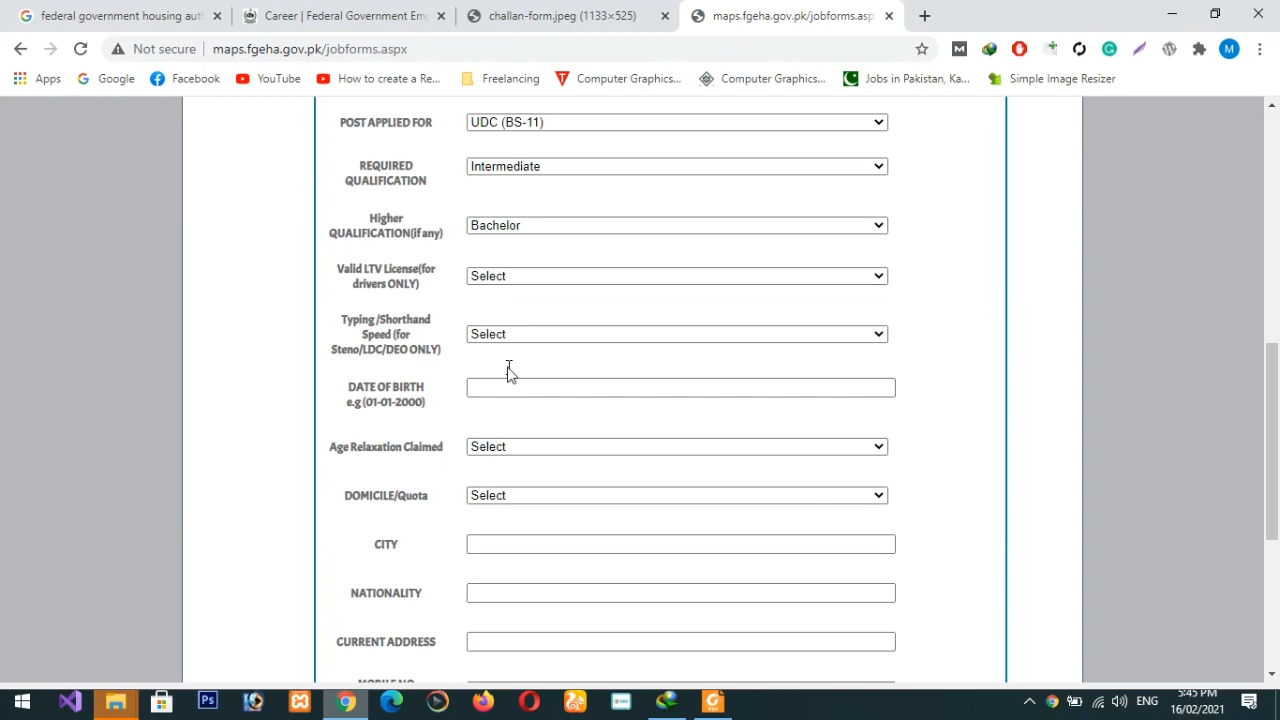 federal government housing aut
Career | Federal Government Em
challan-form.jpeg (1133×525)
maps.fgeha.gov.pk/jobforms.asp
Not secure
maps.fgeha.gov.pk/jobforms.aspx
Apps
Google
Facebook
YouTube
How to create a Re...
Freelancing
Computer Graphics...
Computer Graphics...
Jobs in Pakistan, Ka...
Simple Image Resizer
POST APPLIED FOR
UDC (BS-11)
REQUIRED
QUALIFICATION
Intermediate
Higher
QUALIFICATION(if any)
Bachelor
Valid LTV License(for
drivers ONLY)
Select
Typing /Shorthand
Speed (for
Steno/LDC/DEO ONLY)
Select
DATE OF BIRTH
e.g (01-01-2000)
Age Relaxation Claimed
Select
DOMICILE/Quota
Select
CITY
NATIONALITY
CURRENT ADDRESS
MOBILE NO
ENG
5:45 PM
16/02/2021